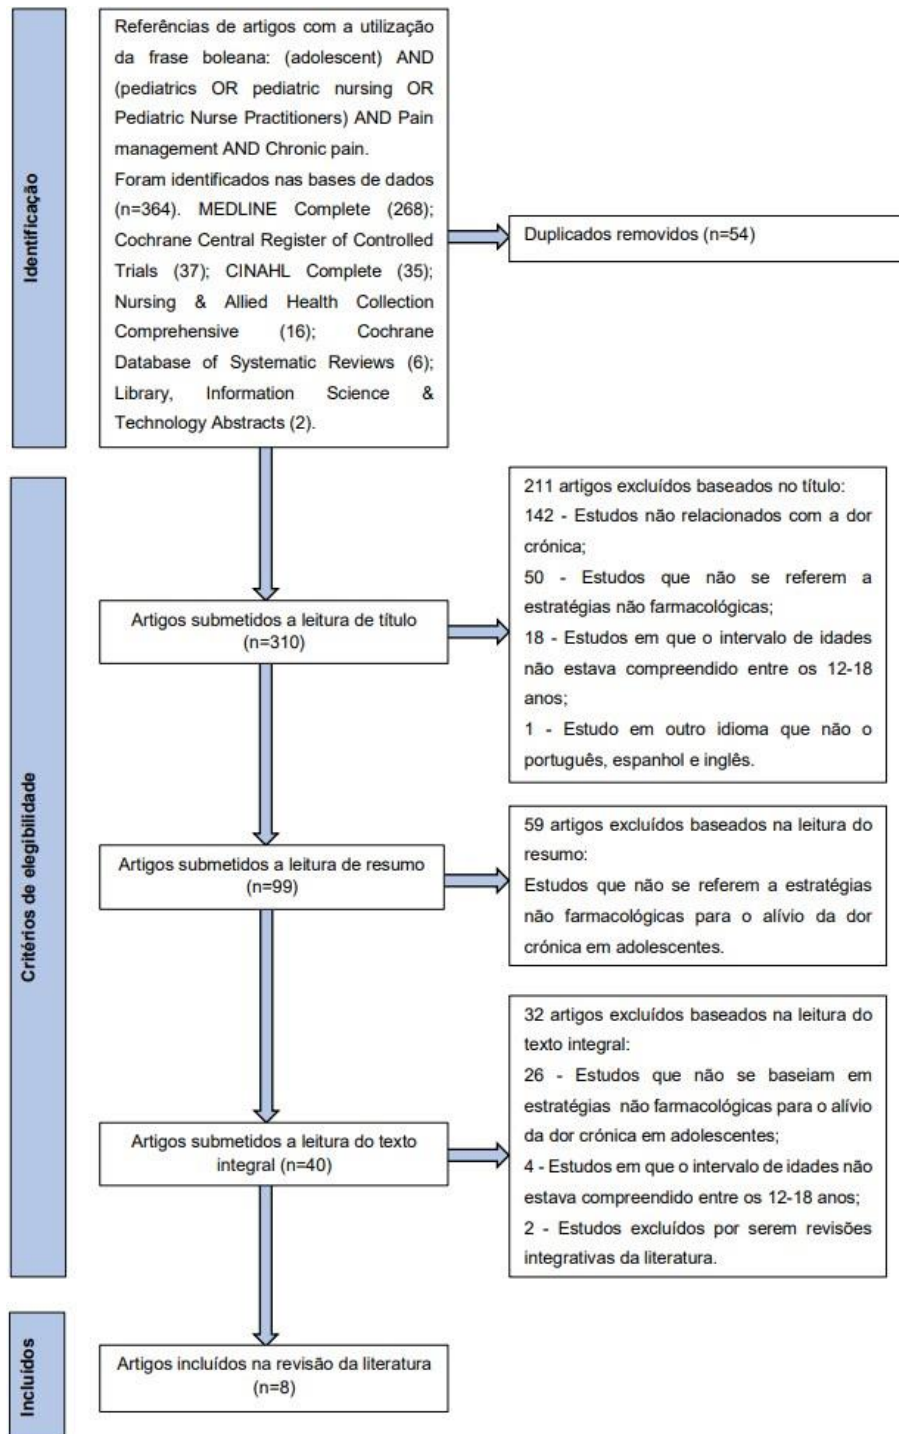 Identificação
Referências de artigos com a utilização
da frase boleana: (adolescent) AND
(pediatrics OR pediatric nursing OR
Pediatric Nurse Practitioners) AND Pain
management AND Chronic pain.
Foram identificados nas bases de dados
(n=364). MEDLINE Complete (268);
Cochrane Central Register of Controlled
Trials (37); CINAHL Complete (35);
Nursing & Allied Health Collection
Comprehensive (16); Cochrane
Database of Systematic Reviews (6);
Library, Information Science &
Technology Abstracts (2).
Duplicados removidos (n=54)
Critérios de elegibilidade
Artigos submetidos a leitura de título
(n=310)
211 artigos excluídos baseados no título:
142 - Estudos não relacionados com a dor
crónica;
50 - Estudos que não se referem a
estratégias não farmacológicas;
18 - Estudos em que o intervalo de idades
não estava compreendido entre os 12-18
anos;
1 - Estudo em outro idioma que não o
português, espanhol e inglês.
Artigos submetidos a leitura de resumo
(n=99)
59 artigos excluídos baseados na leitura do
resumo:
Estudos que não se referem a estratégias
não farmacológicas para o alívio da dor
crónica em adolescentes.
Artigos submetidos a leitura do texto
integral (n=40)
32 artigos excluídos baseados na leitura do
texto integral:
26 - Estudos que não se baseiam em
estratégias não farmacológicas para o alívio
da dor crónica em adolescentes;
4 - Estudos em que o intervalo de idades não
estava compreendido entre os 12-18 anos;
2 - Estudos excluídos por serem revisões
integrativas da literatura.
Incluídos
Artigos incluídos na revisão da literatura
(n=8)